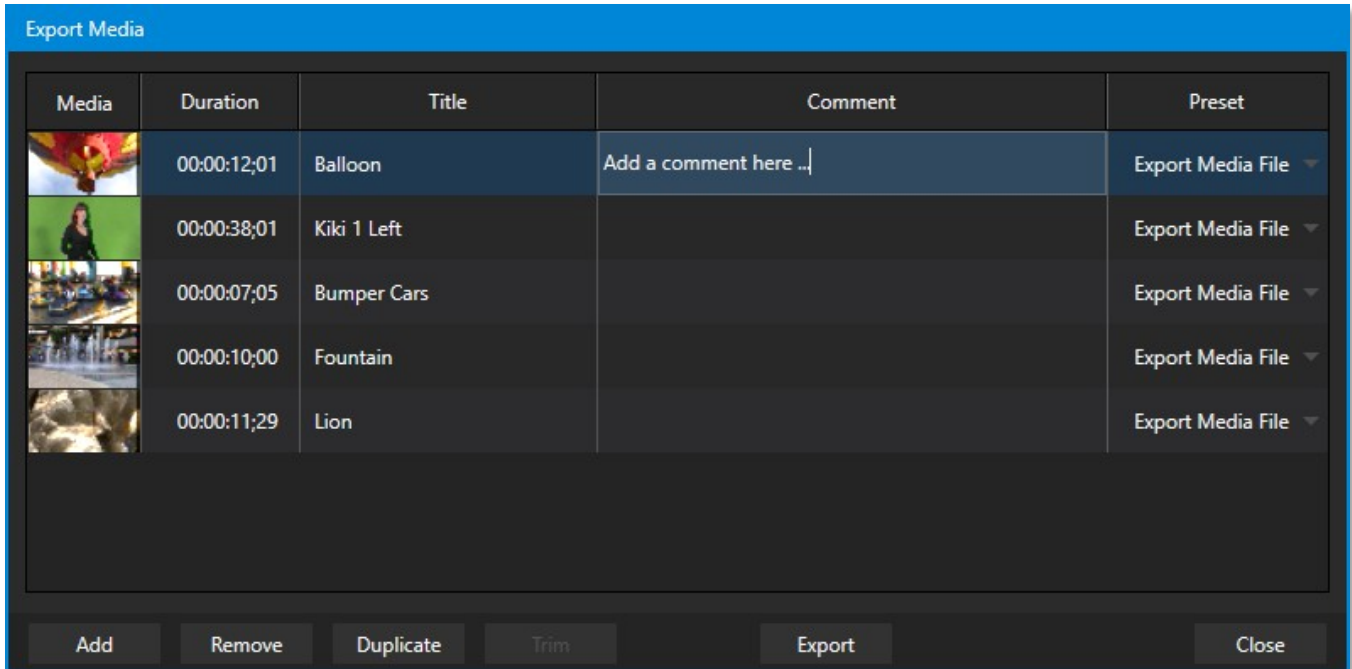 Export Media
Media Duration Title Comment Preset
00:00:12;01 Balloon Add a comment here ... Export Media File
00:00:38;01 Kiki 1 Left Export Media File
00:00:07;05 Bumper Cars Export Media File
00:00:10;00 Fountain Export Media File
00:00:11;29 Lion Export Media File
Add Remove Duplicate Trim Export Close